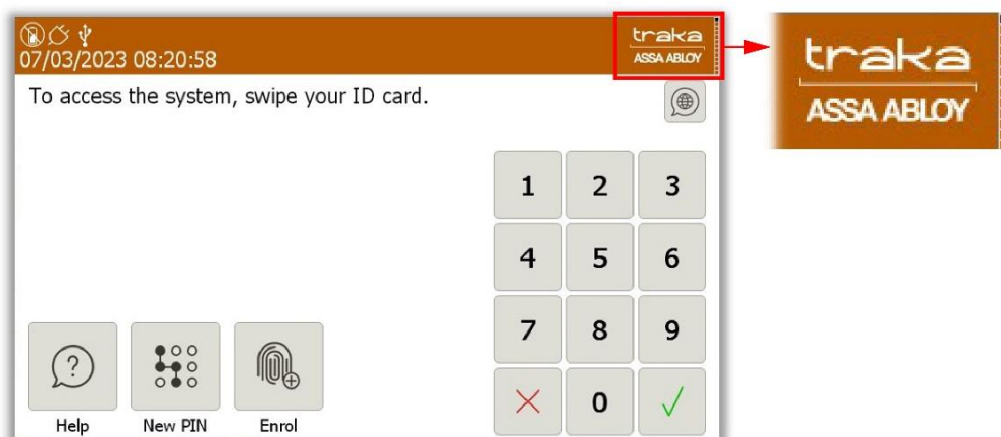 07/03/2023 08:20:58
traka
ASSA ABLOY
To access the system, swipe your ID card.
1 2 3
4 5 6
7 8 9
0
?
Help New PIN Enrol
traka
ASSA ABLOY